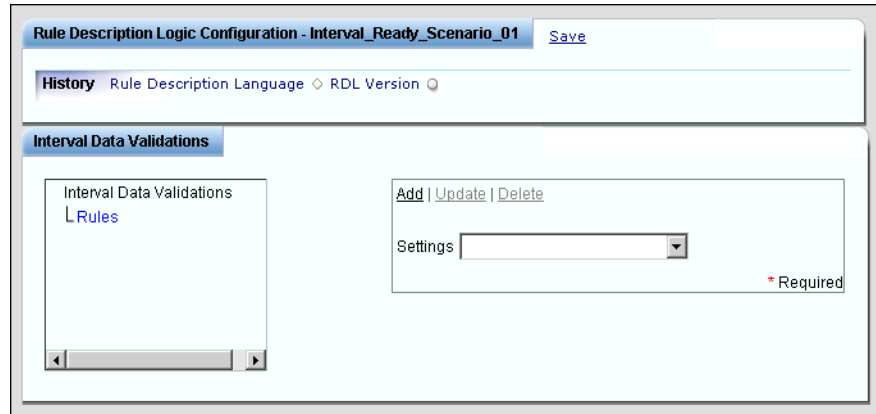 Rule Description Logic Configuration - Interval_Ready_Scenario_01 Save
History Rule Description Language RDL Version
Interval Data Validations
Interval Data Validations
Rules
Add | Update | Delete
Settings
* Required